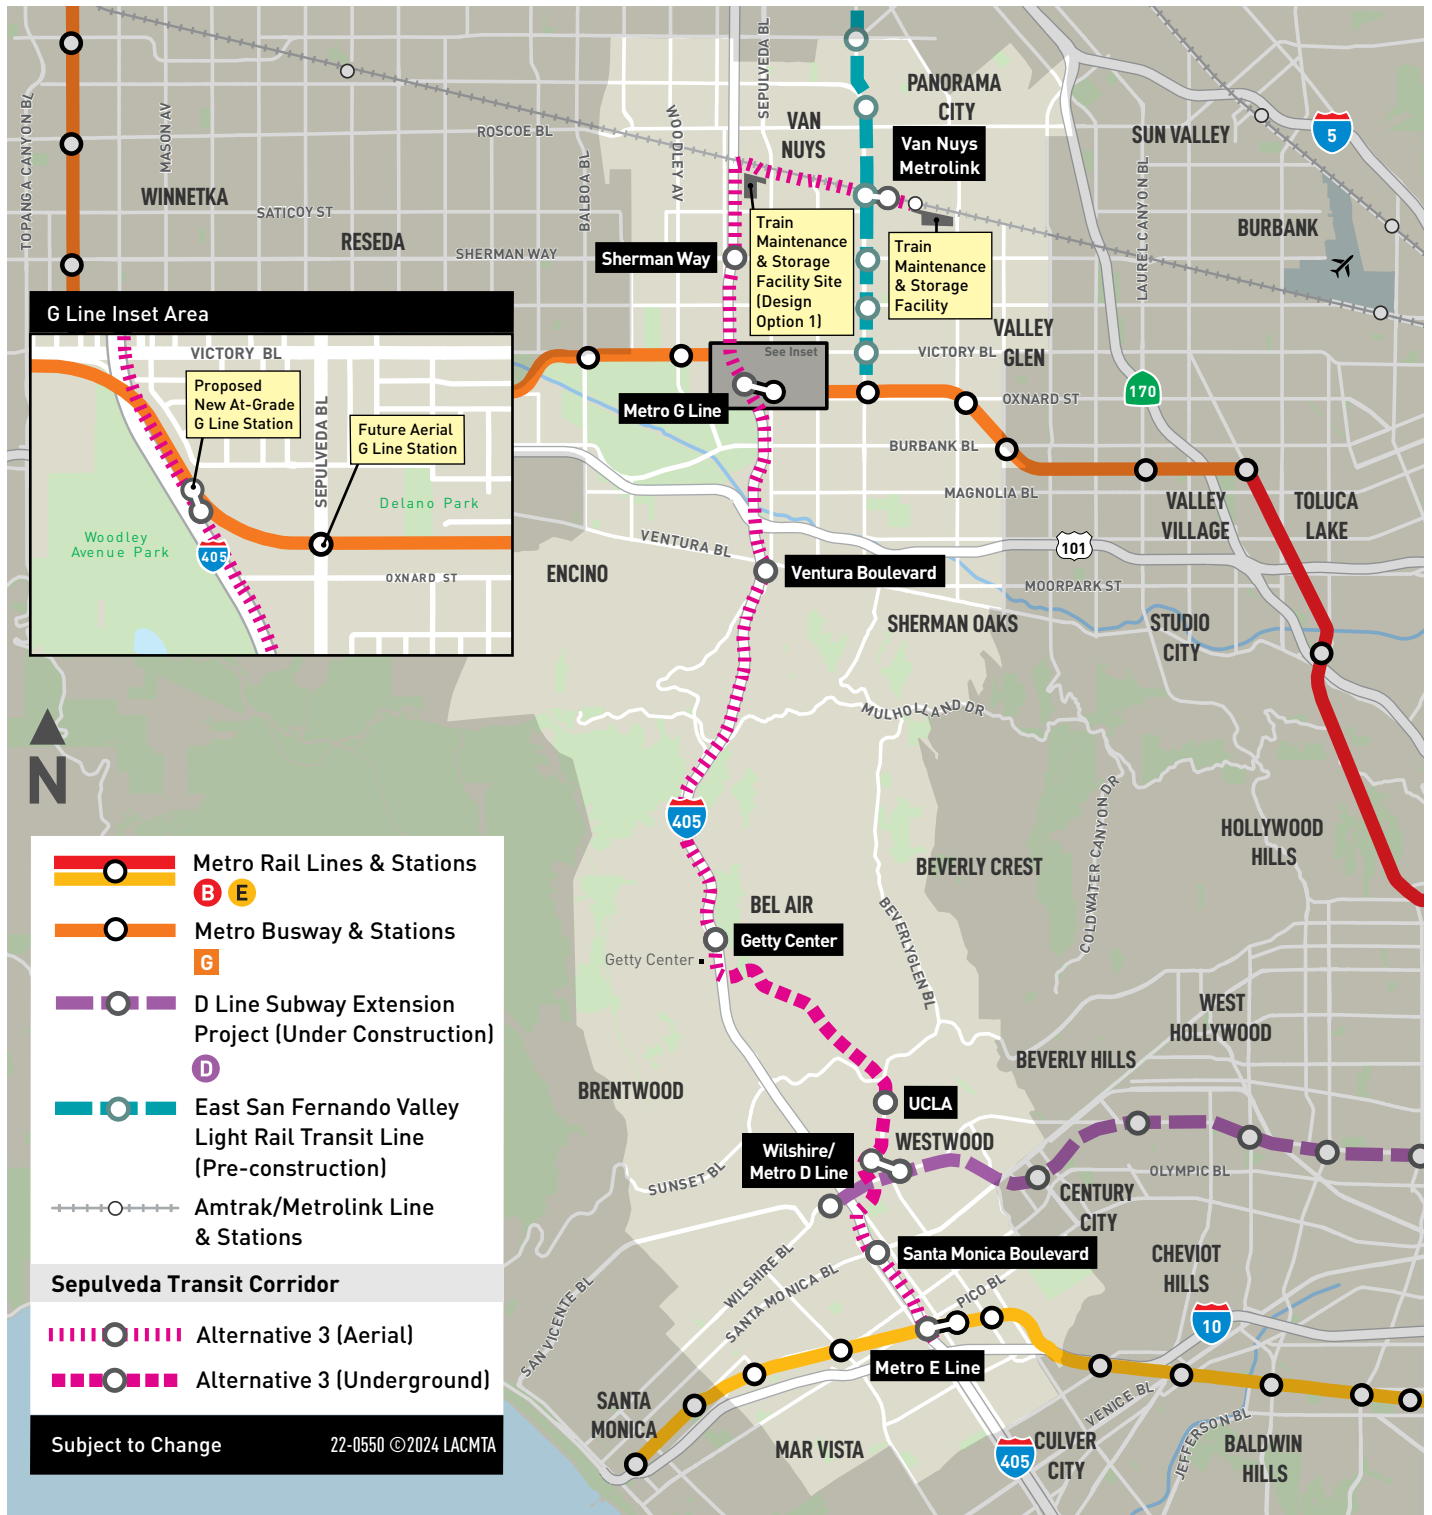 SEPULVEDA BL
PANORAMA
CITY
VAN
NUYS
Van Nuys
Metrolink
SUN VALLEY
5
TOPANGA CANYON BL
MASON AV
ROSCOE BL
WOODLEY AV
BALBOA BL
WINNETKA
SATICOY ST
RESEDA
SHERMAN WAY
Sherman Way
Train
Maintenance
& Storage
Facility Site
(Design
Option 1)
Train
Maintenance
& Storage
Facility
LAUREL CANYON BL
BURBANK
VALLEY
GLEN
VICTORY BL
See Inset
Metro G Line
OXNARD ST
170
BURBANK BL
MAGNOLIA BL
VALLEY
VILLAGE
TOLUCA
LAKE
G Line Inset Area
VICTORY BL
Proposed
New At-Grade
G Line Station
SEPULVEDA BL
Future Aerial
G Line Station
Delano Park
Woodley
Avenue Park
405
OXNARD ST
VENTURA BL
101
ENCINO
Ventura Boulevard
MOORPARK ST
SHERMAN OAKS
STUDIO
CITY
MULHOLLAND DR
N
405
COLDWATER CANYON DR
HOLLYWOOD
HILLS
BEVERLY CREST
BEL AIR
BEVERLYGLEN BL
Getty Center
Getty Center
WEST
HOLLYWOOD
BEVERLY HILLS
BRENTWOOD
UCLA
WESTWOOD
Wilshire/
Metro D Line
SUNSET BL
OLYMPIC BL
CENTURY
CITY
Santa Monica Boulevard
CHEVIOT
HILLS
WILSHIRE BL
SANTA MONICA BL
PICO BL
SAN VICENTE BL
10
Metro E Line
SANTA
MONICA
VENICE BL
JEFFERSON BL
MAR VISTA
405
CULVER
CITY
BALDWIN
HILLS
Metro Rail Lines & Stations
B E
Metro Busway & Stations
G
D Line Subway Extension
Project (Under Construction)
D
East San Fernando Valley
Light Rail Transit Line
(Pre-construction)
Amtrak/Metrolink Line
& Stations
Sepulveda Transit Corridor
Alternative 3 (Aerial)
Alternative 3 (Underground)
Subject to Change
22-0550 ©2024 LACMTA